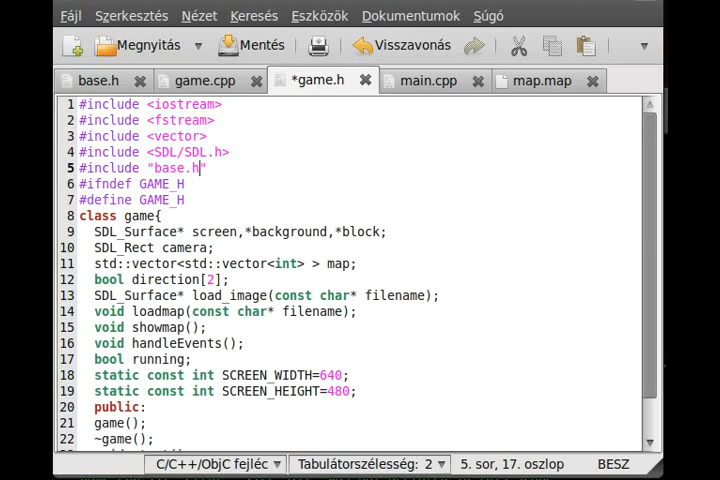 Fájl Szerkesztés Nézet Keresés Eszközök Dokumentumok Súgó
Megnyitás Mentés Visszavonás
base.h game.cpp *game.h main.cpp map.map
1 #include <iostream>
2 #include <fstream>
3 #include <vector>
4 #include <SDL/SDL.h>
5 #include "base.h"
6 #ifndef GAME_H
7 #define GAME_H
8 class game{
9 SDL_Surface* screen,*background,*block;
10 SDL_Rect camera;
11 std::vector<std::vector<int> > map;
12 bool direction[2];
13 SDL_Surface* load_image(const char* filename);
14 void loadmap(const char* filename);
15 void showmap();
16 void handleEvents();
17 bool running;
18 static const int SCREEN_WIDTH=640;
19 static const int SCREEN_HEIGHT=480;
20 public:
21 game();
22 ~game();
C/C++/ObjC fejléc Tabulátorszélesség: 2 5. sor, 17. oszlop BESZ